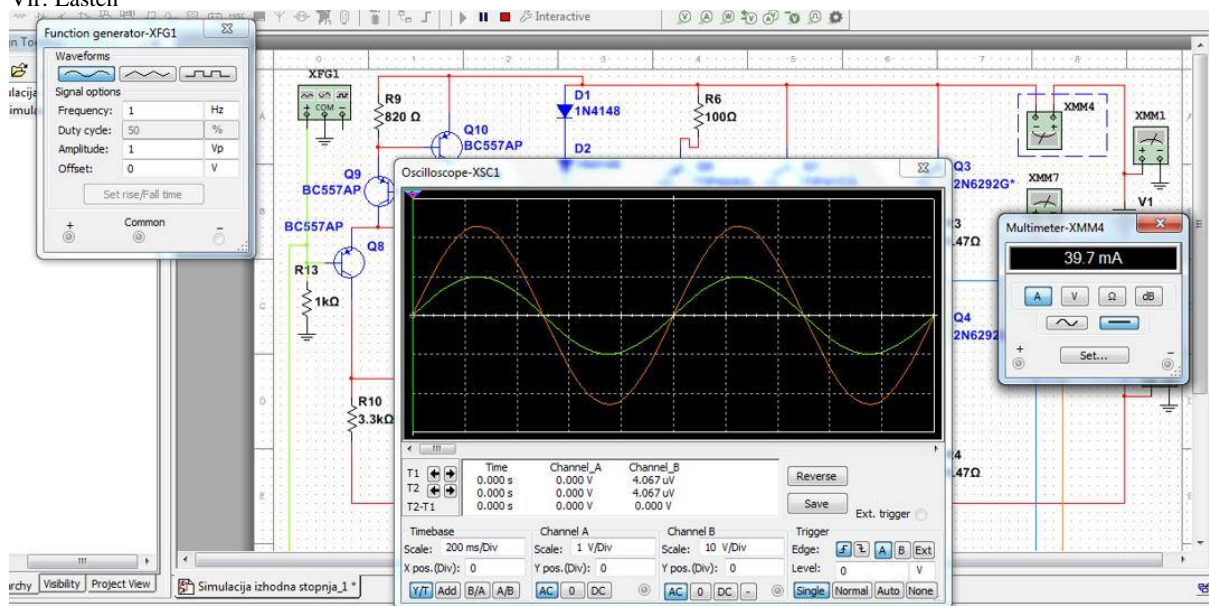 Vir: Lasten
Interactive
Function generator-XFG1
Waveforms
Signal options
Frequency: 1 Hz
Duty cycle: 50 %
Amplitude: 1 Vp
Offset: 0 V
Set rise/Fall time
+ Common -
XFG1
COM
R9
820 Ω
Q10
BC557AP
Q9
BC557AP
BC557AP
Q8
R13
1kΩ
R10
3.3kΩ
D1
1N4148
D2
R6
100Ω
XMM4
XMM1
Q3
2N6292G*
XMM7
V1
.47Ω
Q4
2N6292
.47Ω
Oscilloscope-XSC1
Time Channel_A Channel_B
T1 0.000 s 0.000 V 4.067 uV
T2 0.000 s 0.000 V 4.067 uV
T2-T1 0.000 s 0.000 V 0.000 V
Reverse
Save
Ext. trigger
Timebase Channel A Channel B Trigger
Scale: 200 ms/Div Scale: 1 V/Div Scale: 10 V/Div Edge: A B Ext
X pos.(Div): 0 Y pos.(Div): 0 Y pos.(Div): 0 Level: 0 V
Y/T Add B/A A/B AC 0 DC AC 0 DC - Single Normal Auto None
Multimeter-XMM4
39.7 mA
A V Ω dB
+ Set... -
archy Visibility Project View
Simulacija izhodna stopnja_1 *